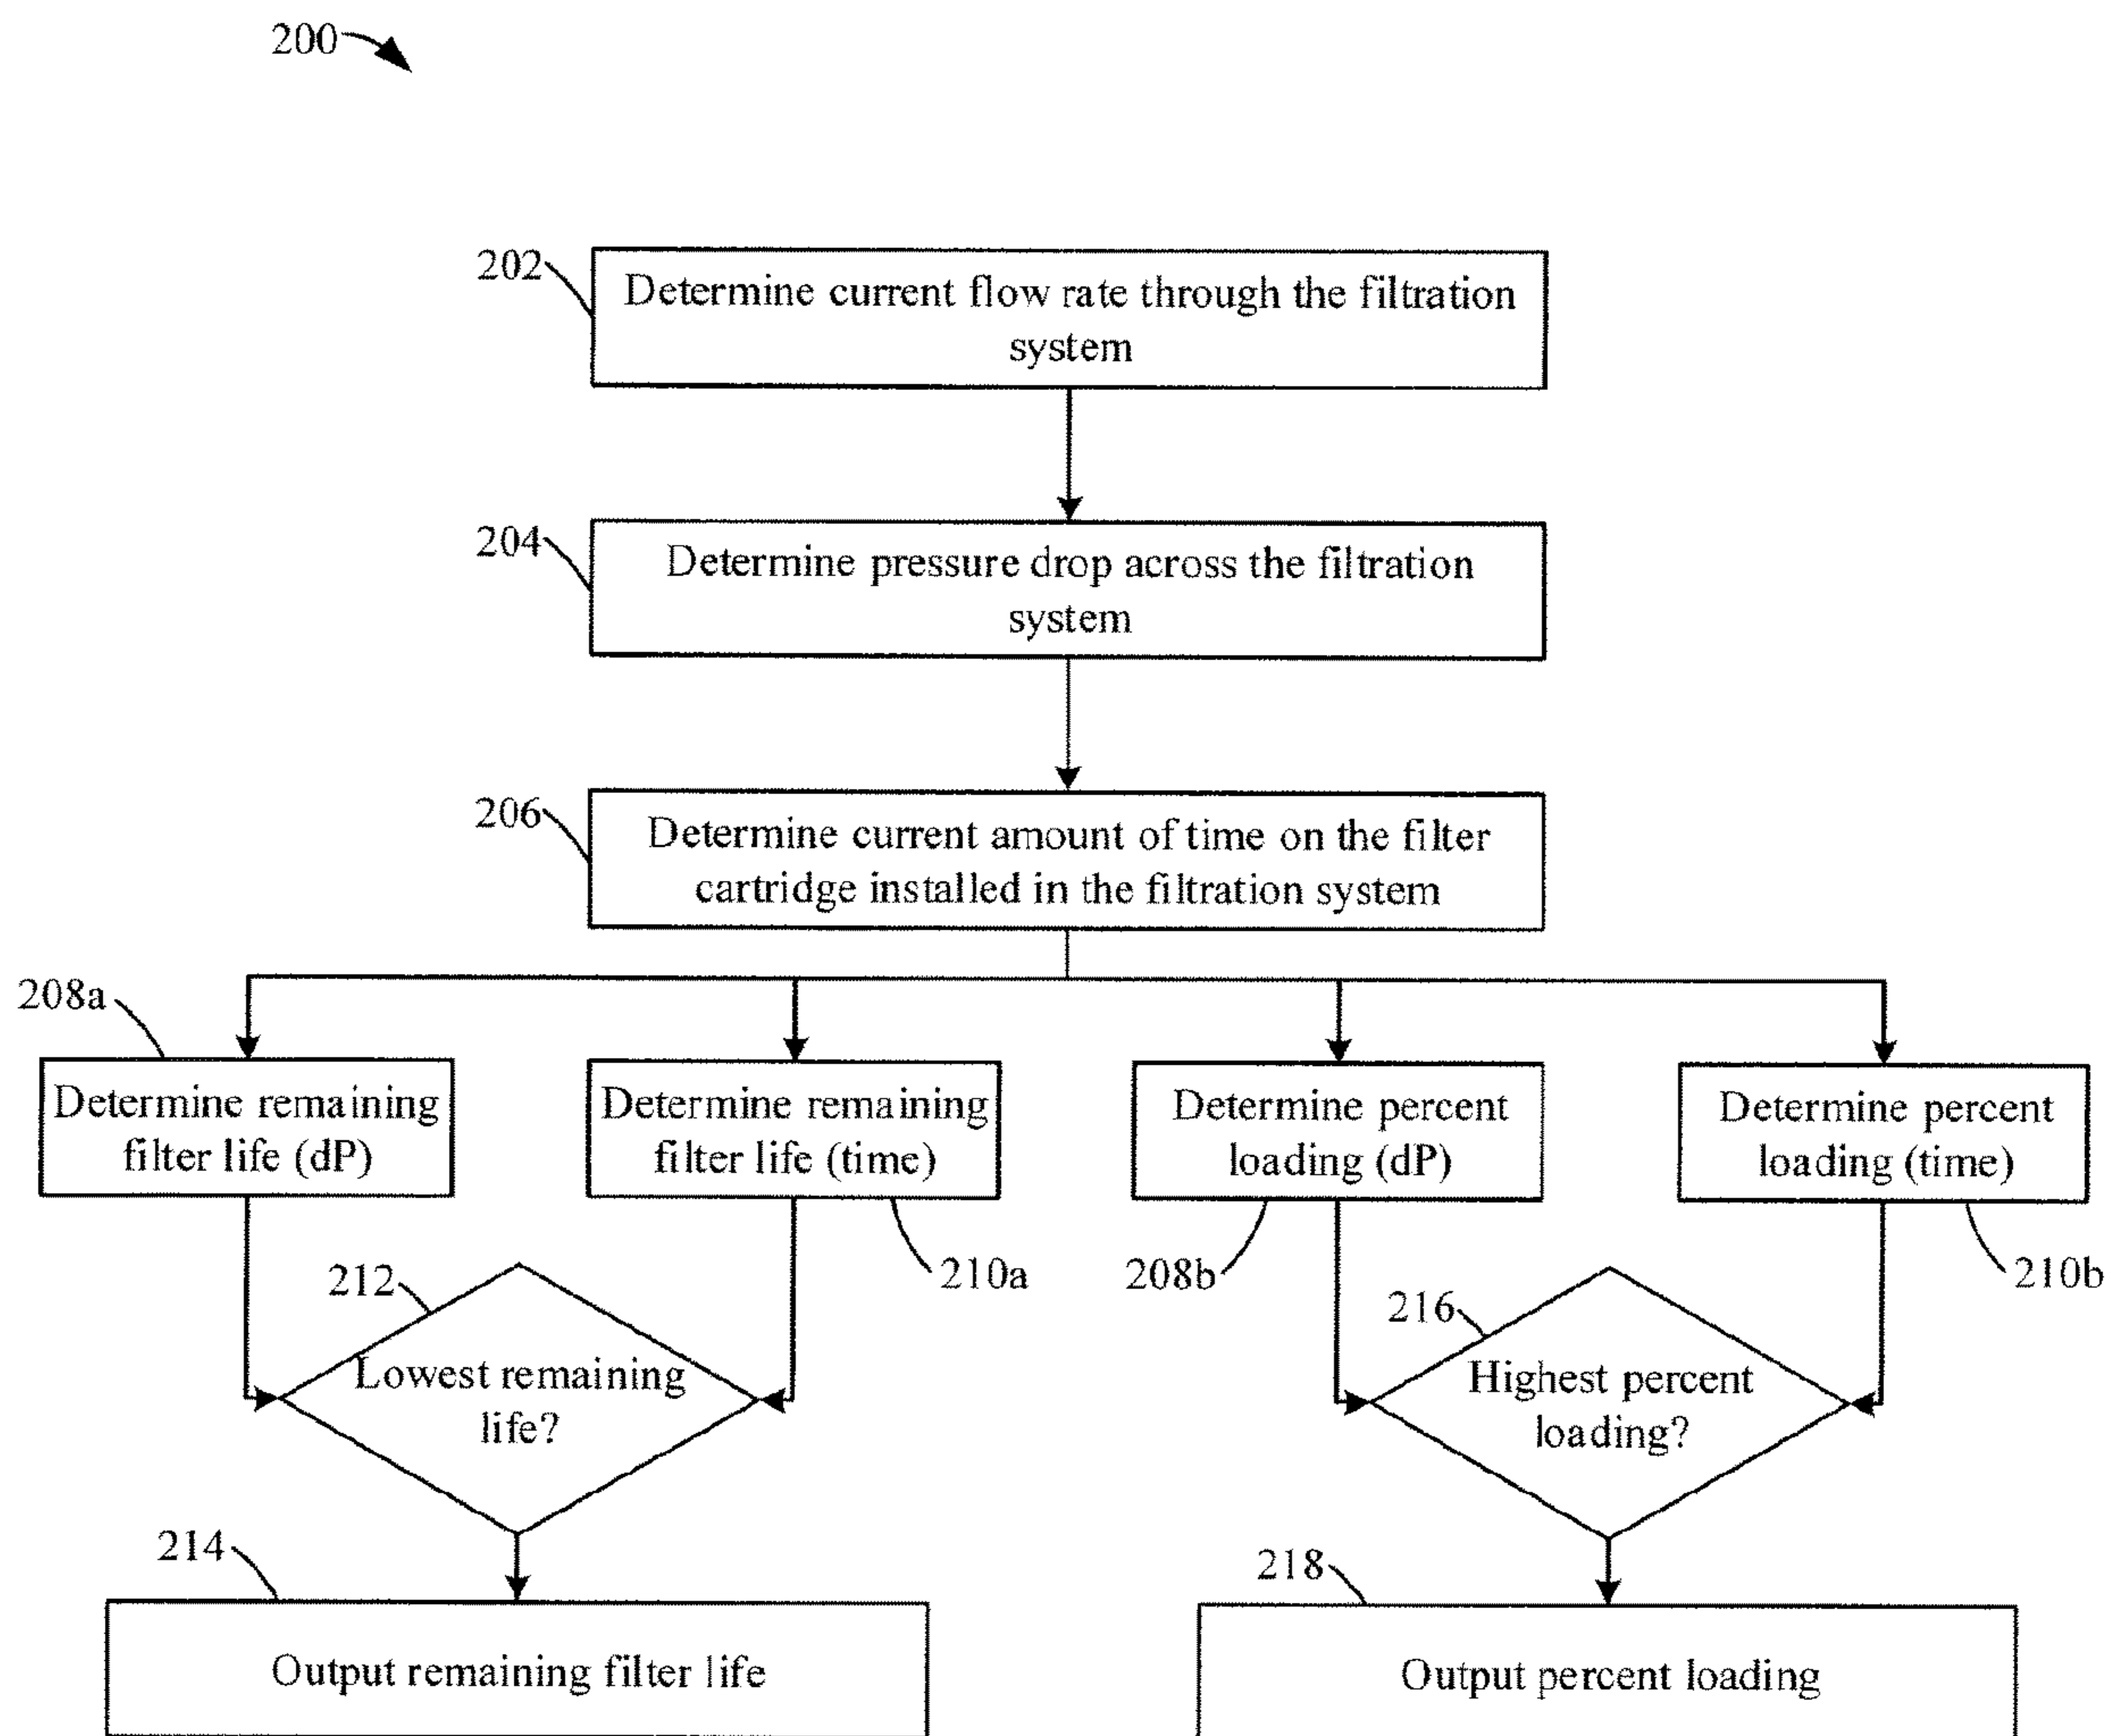 200
202
Determine current flow rate through the filtration
system
204
Determine pressure drop across the filtration
system
206
Determine current amount of time on the filter
cartridge installed in the filtration system
208a
Determine remaining
filter life (dP)
Determine remaining
filter life (time)
210a
Determine percent
loading (dP)
208b
Determine percent
loading (time)
210b
212
Lowest remaining
life?
216
Highest percent
loading?
214
Output remaining filter life
218
Output percent loading